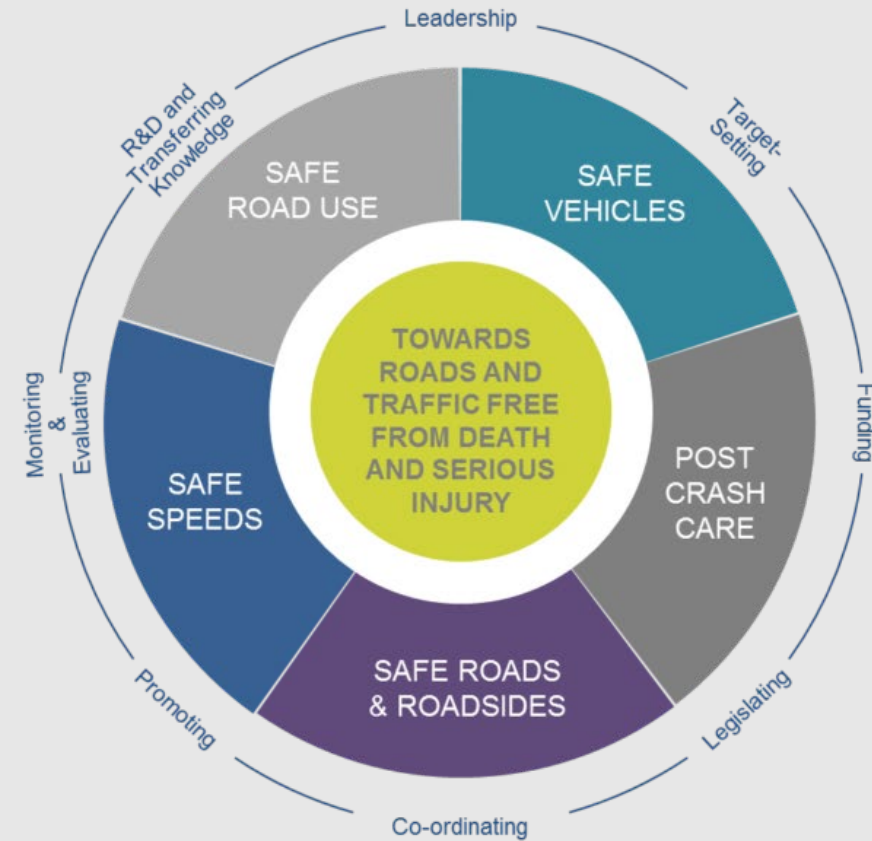 Leadership
Target-
Setting
Funding
Legislating
Co-ordinating
Promoting
Monitoring
&
Evaluating
R&D and
Transferring
Knowledge
SAFE
ROAD USE
SAFE
VEHICLES
POST
CRASH
CARE
SAFE ROADS
& ROADSIDES
SAFE
SPEEDS
TOWARDS
ROADS AND
TRAFFIC FREE
FROM DEATH
AND SERIOUS
INJURY